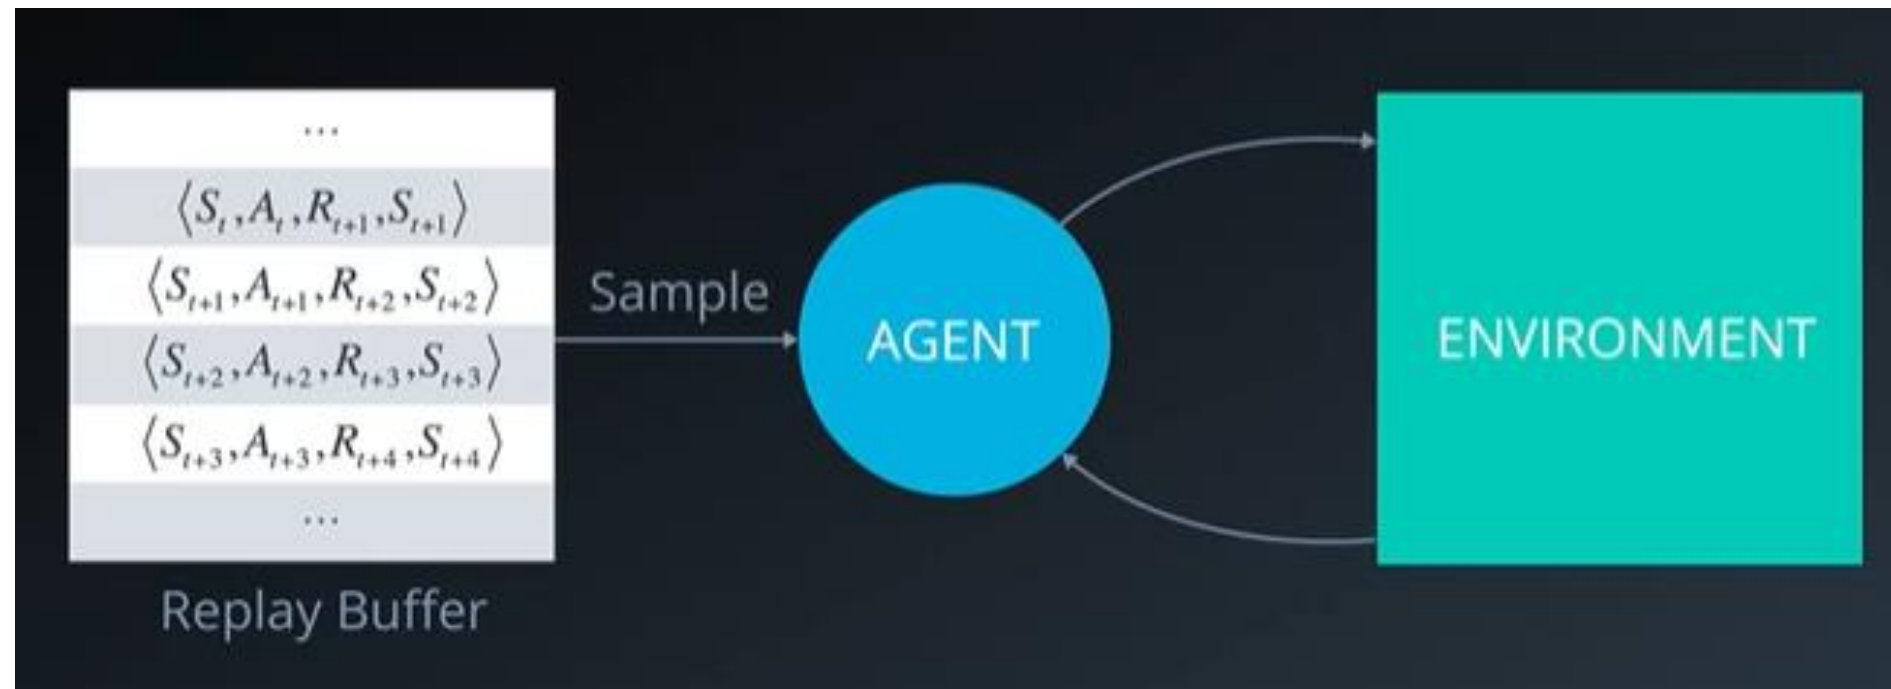 ...
⟨S_t, A_t, R_{t+1}, S_{t+1}⟩
⟨S_{t+1}, A_{t+1}, R_{t+2}, S_{t+2}⟩
⟨S_{t+2}, A_{t+2}, R_{t+3}, S_{t+3}⟩
⟨S_{t+3}, A_{t+3}, R_{t+4}, S_{t+4}⟩
...
Replay Buffer
Sample
AGENT
ENVIRONMENT